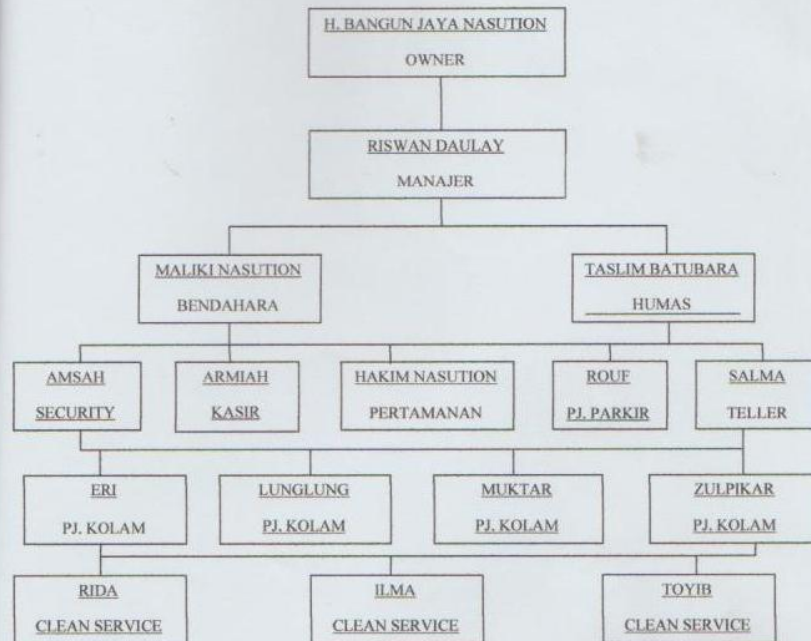 H. BANGUN JAYA NASUTION
OWNER
RISWAN DAULAY
MANAJER
MALIKI NASUTION
BENDAHARA
TASLIM BATUBARA
HUMAS
AMSAH
SECURITY
ARMIAH
KASIR
HAKIM NASUTION
PERTAMANAN
ROUF
PJ. PARKIR
SALMA
TELLER
ERI
PJ. KOLAM
LUNGLUNG
PJ. KOLAM
MUKTAR
PJ. KOLAM
ZULPIKAR
PJ. KOLAM
RIDA
CLEAN SERVICE
ILMA
CLEAN SERVICE
TOYIB
CLEAN SERVICE